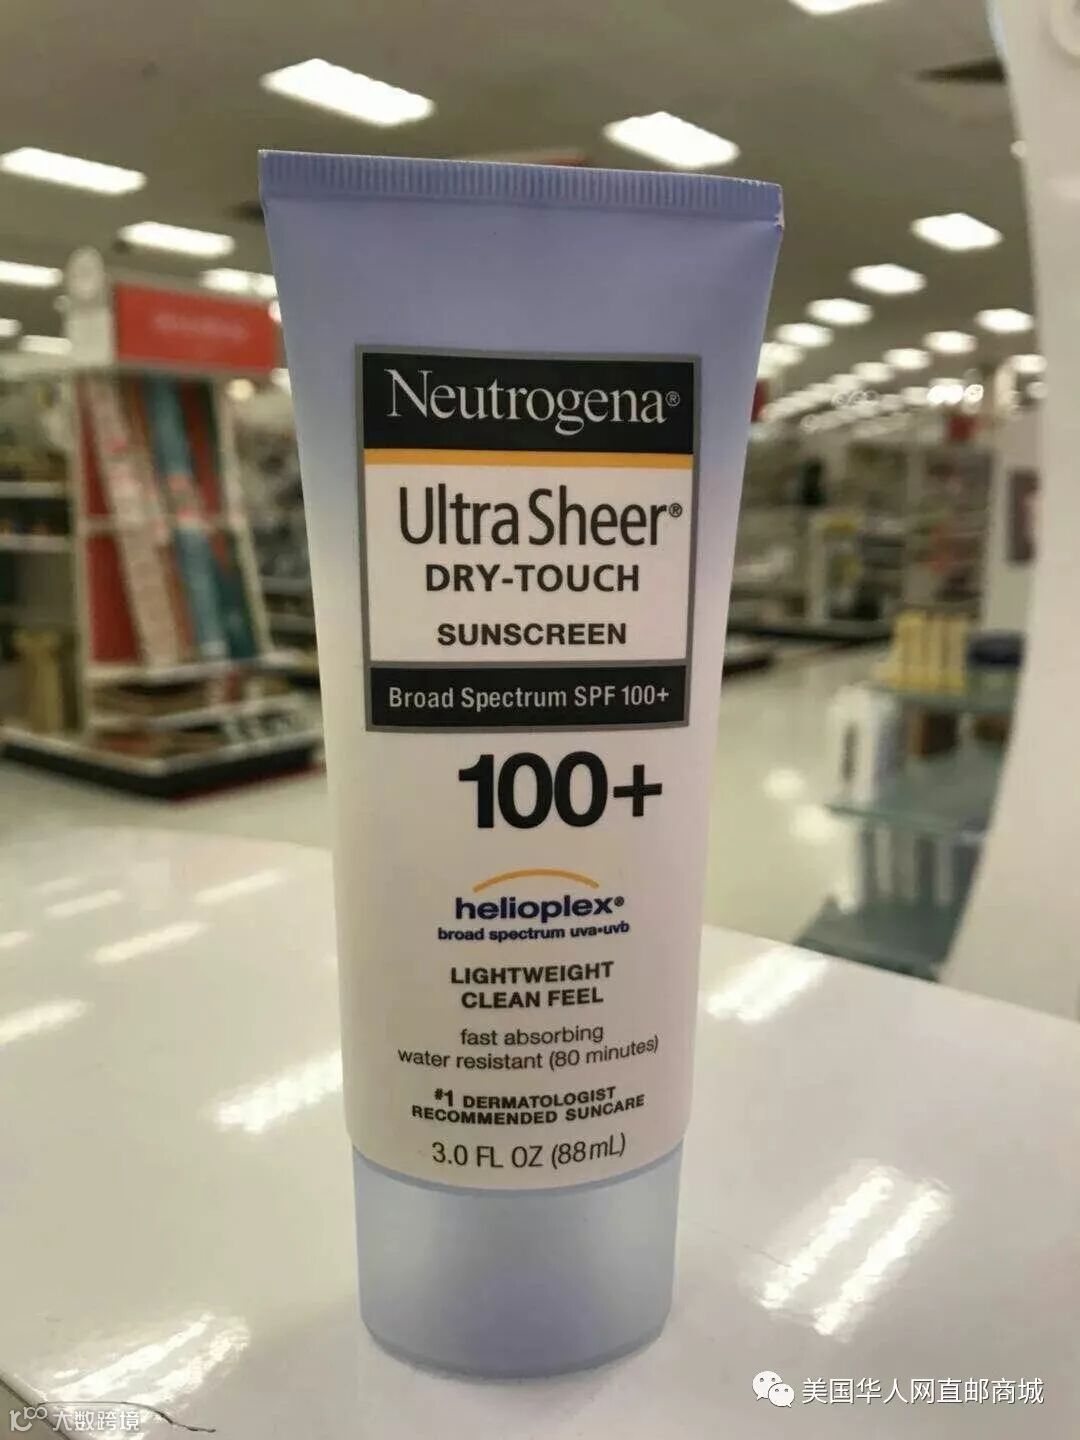 Neutrogena®
Ultra Sheer®
DRY-TOUCH
SUNSCREEN
Broad Spectrum SPF 100+
100+
helioplex®
broad spectrum uva•uvb
LIGHTWEIGHT
CLEAN FEEL
fast absorbing
water resistant (80 minutes)
#1 DERMATOLOGIST
RECOMMENDED SUNCARE
3.0 FL OZ (88mL)
美国华人网直邮商城
大数跨境